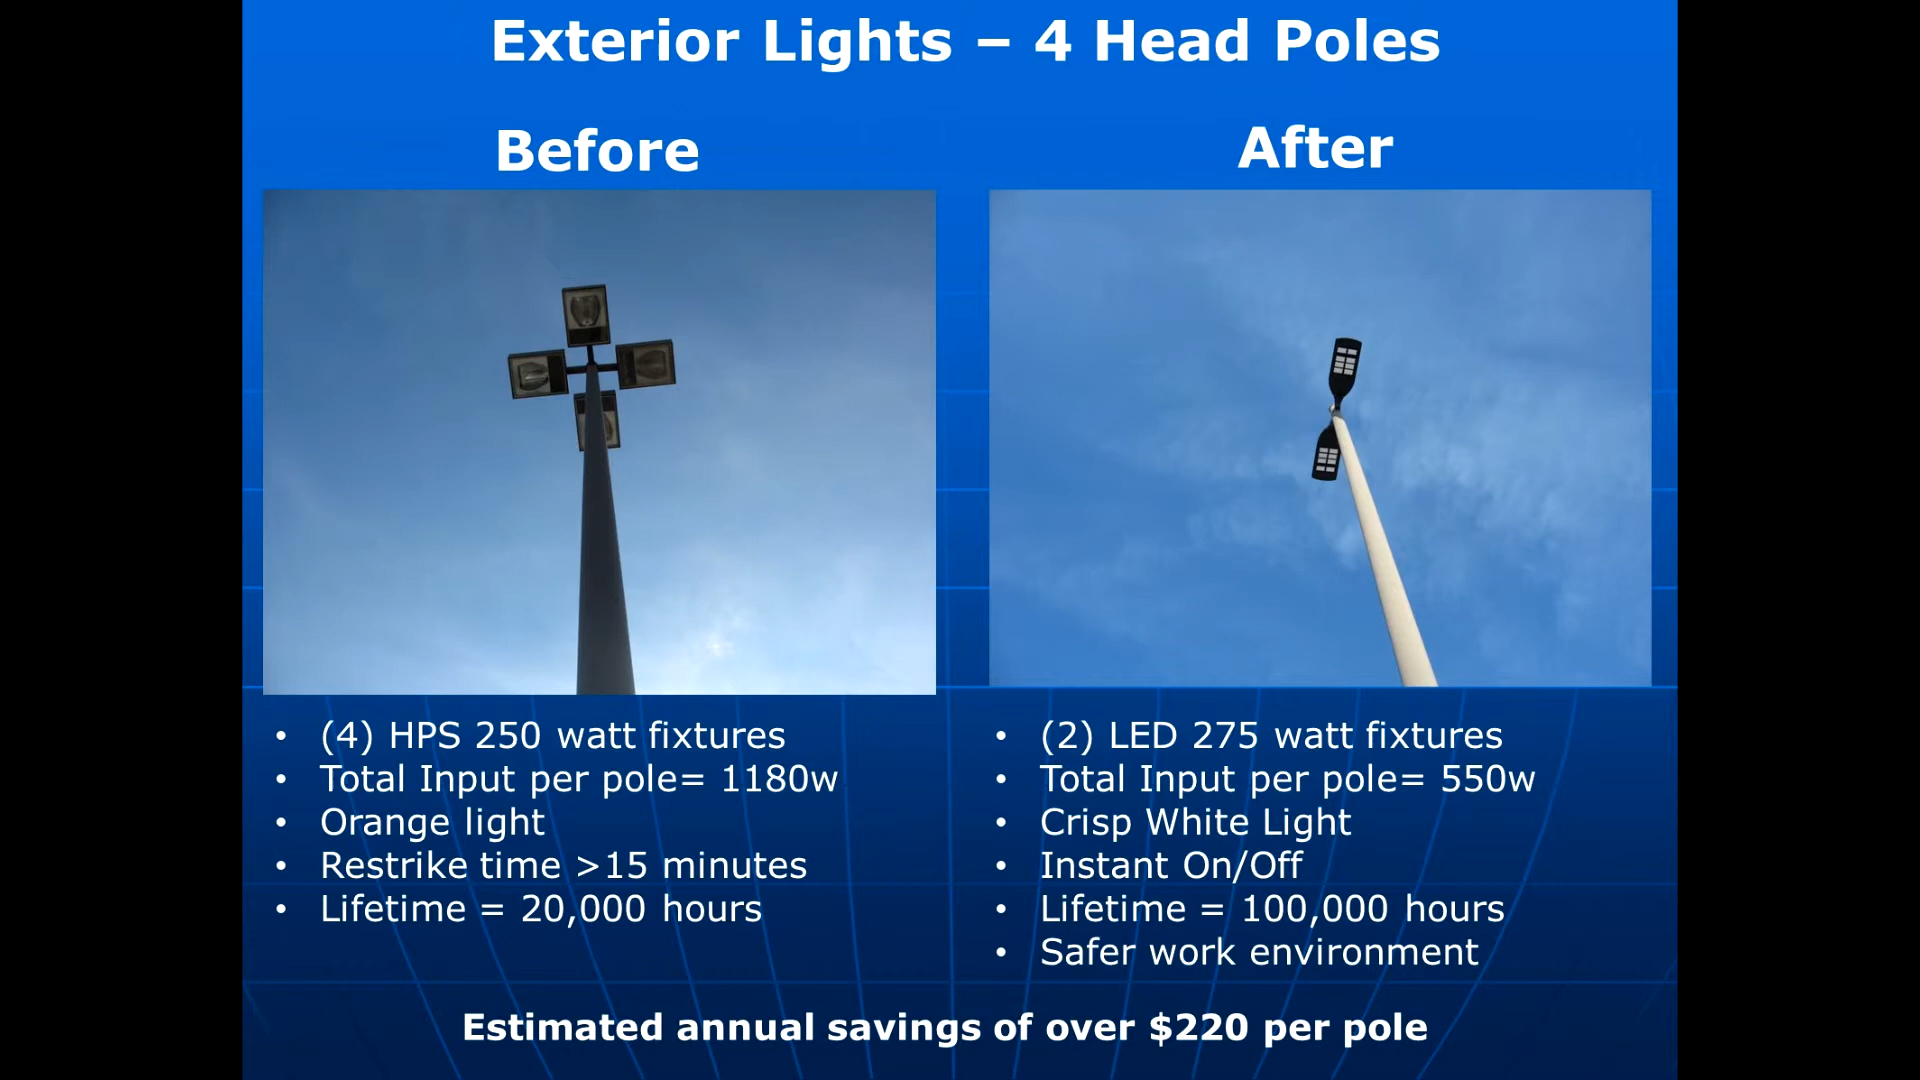 Exterior Lights – 4 Head Poles
Before
After
• (4) HPS 250 watt fixtures
• Total Input per pole= 1180w
• Orange light
• Restrike time >15 minutes
• Lifetime = 20,000 hours
• (2) LED 275 watt fixtures
• Total Input per pole= 550w
• Crisp White Light
• Instant On/Off
• Lifetime = 100,000 hours
• Safer work environment
Estimated annual savings of over $220 per pole